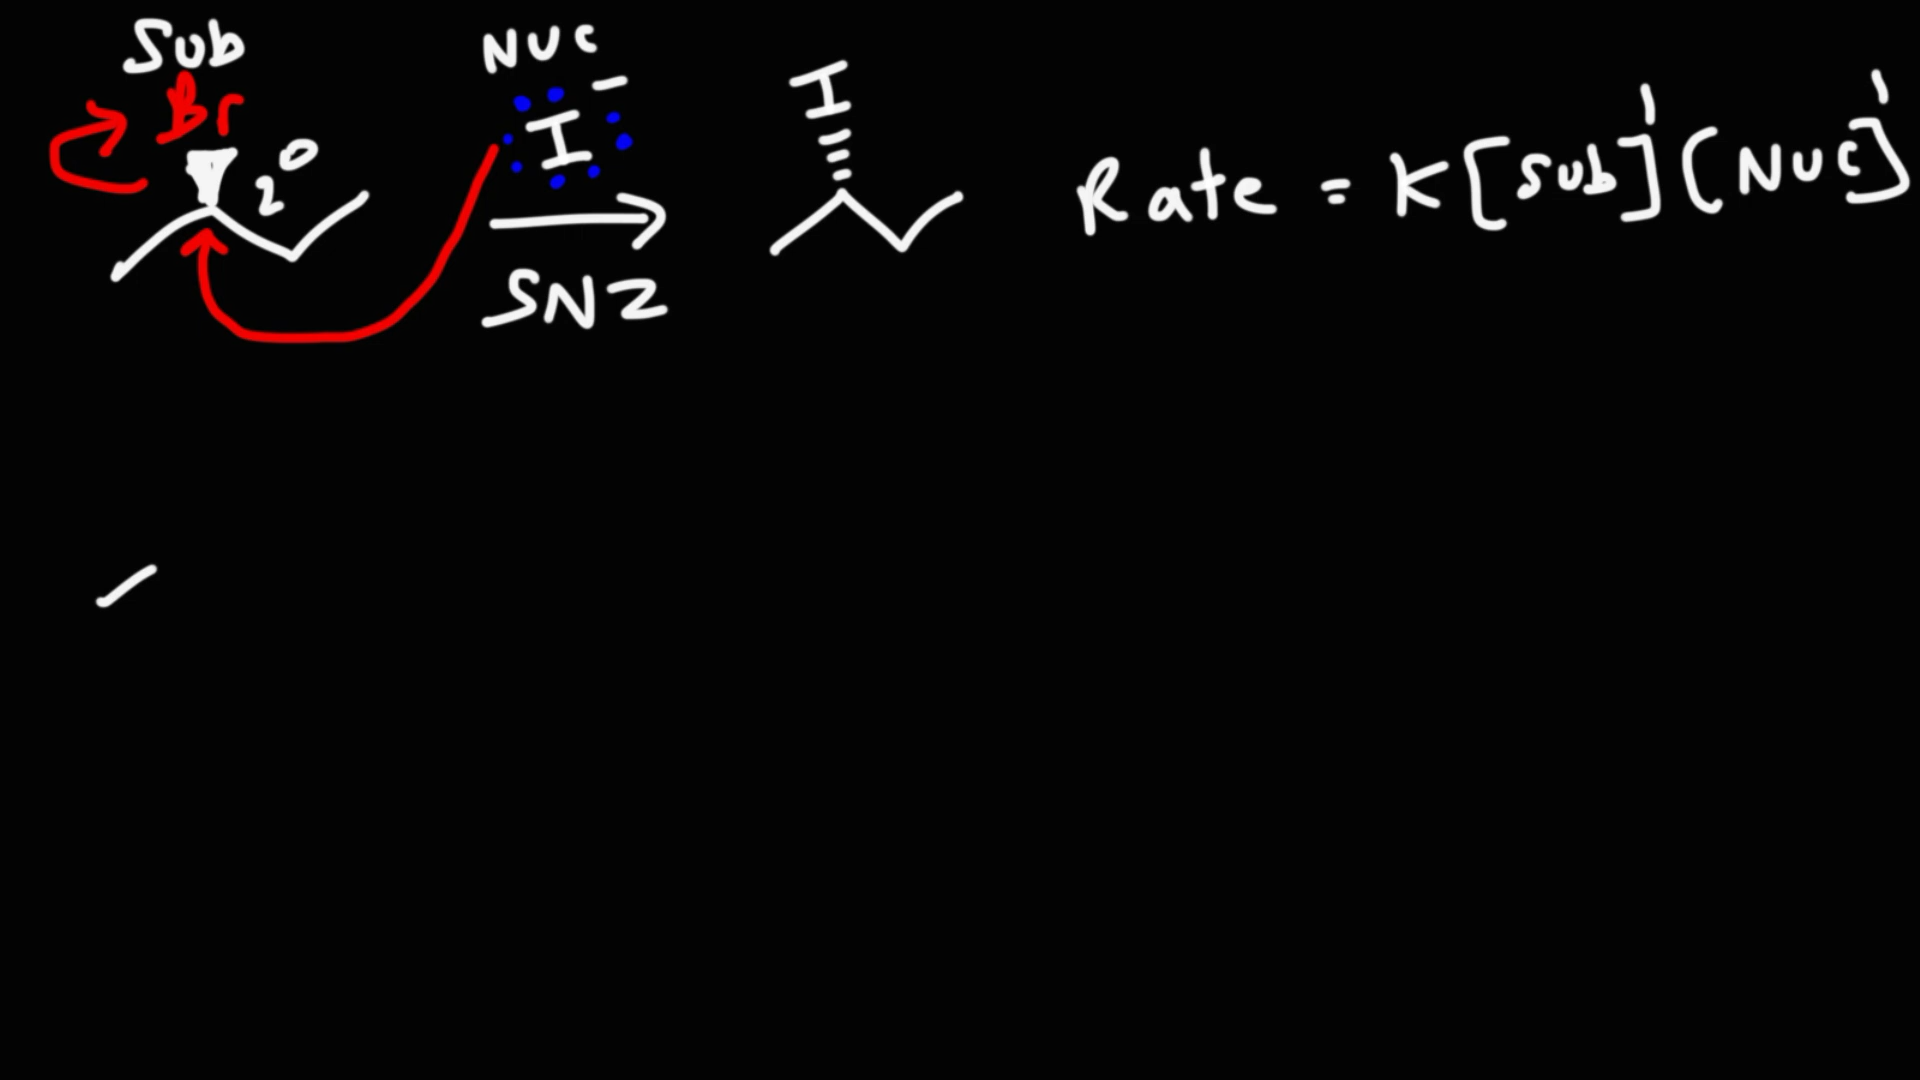 Sub
Br
2°
Nuc
I⁻
SN2
I
Rate = K[Sub]¹(Nuc]¹